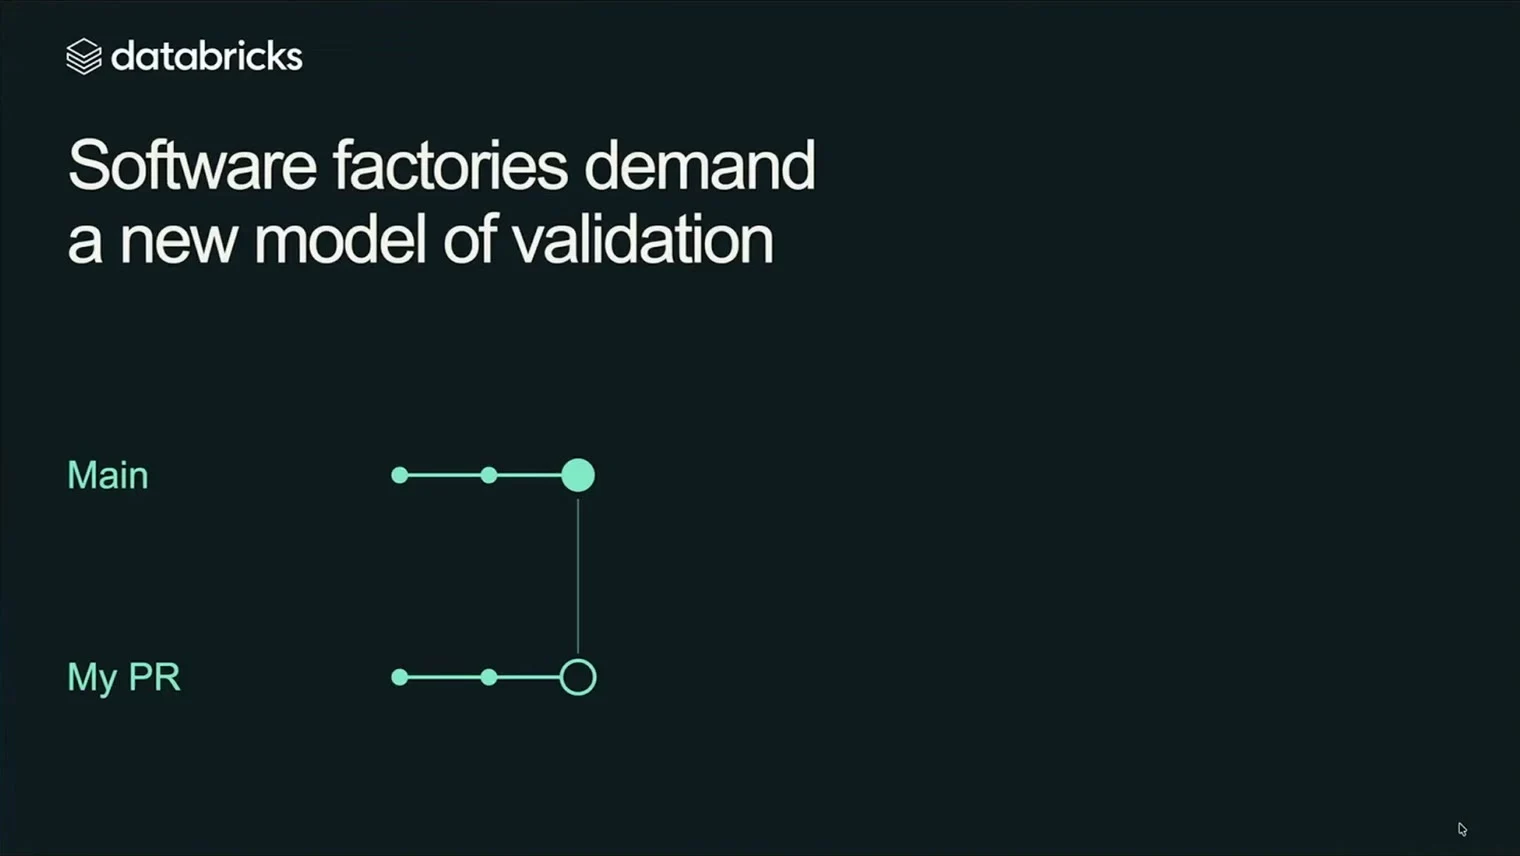 databricks
Software factories demand
a new model of validation
Main
My PR